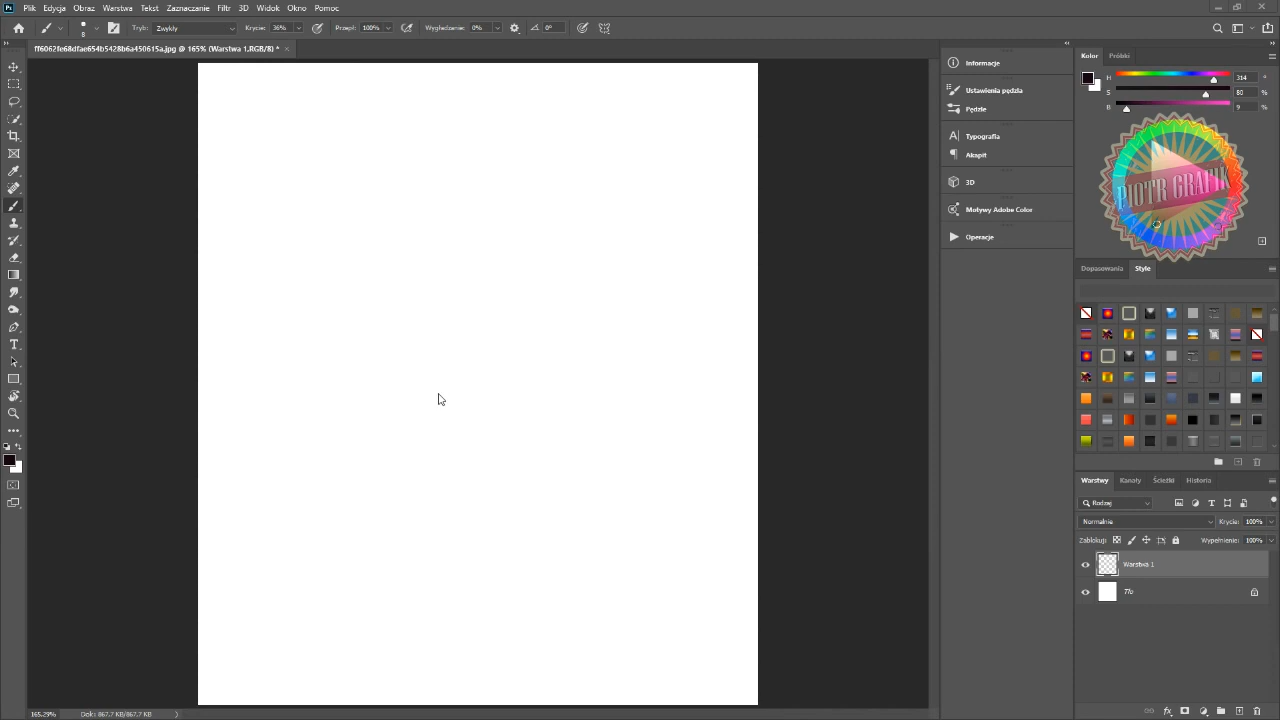 Ps Plik Edycja Obraz Warstwa Tekst Zaznaczanie Filtr 3D Widok Okno Pomoc
8 Tryb: Zwykły Krycie: 36% Przepł: 100% Wygładzanie: 0% 0°
ff6062fe68dfae654b5428b6a450615a.jpg @ 165% (Warstwa 1,RGB/8) *
Informacje
Ustawienia pędzla
Pędzle
Typografia
Akapit
3D
Motywy Adobe Color
Operacje
Kolor Próbki
H 314 °
S 80 %
B 9 %
PIOTR GRAFIK
Dopasowania Style
Warstwy Kanały Ścieżki Historia
Rodzaj
Normalnie Krycie: 100%
Zablokuj: Wypełnienie: 100%
Warstwa 1
Tło
165.29% Dok: 867.7 KB/867.7 KB